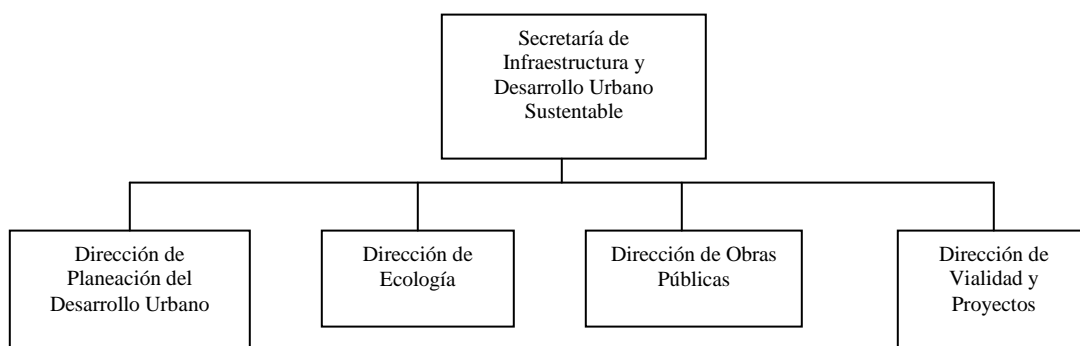 Secretaría de
Infraestructura y
Desarrollo Urbano
Sustentable
Dirección de
Planeación del
Desarrollo Urbano
Dirección de
Ecología
Dirección de Obras
Públicas
Dirección de
Vialidad y
Proyectos